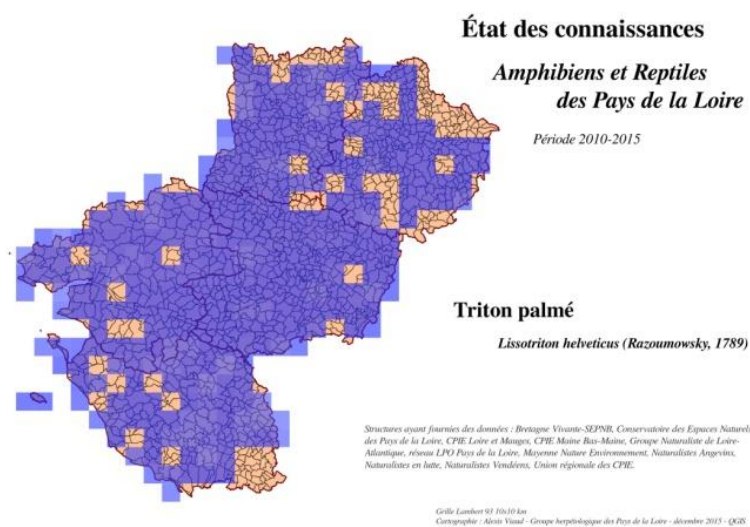 État des connaissances
Amphibiens et Reptiles
des Pays de la Loire
Période 2010-2015
Triton palmé
Lissotriton helveticus (Razoumowsky, 1789)
Structures ayant fournies des données : Bretagne Vivante-SEPNB, Conservatoire des Espaces Naturels
des Pays de la Loire, CPIE Loire et Mauges, CPIE Maine Bas-Maine, Groupe Naturaliste de Loire-
Atlantique, réseau LPO Pays de la Loire, Mayenne Nature Environnement, Naturalistes Angevins,
Naturalistes en lutte, Naturalistes Vendéens, Union régionale des CPIE.
Grille Lambert 93 10x10 km
Cartographie : Alexis Viaud - Groupe herpétologique des Pays de la Loire - décembre 2015 - QGIS